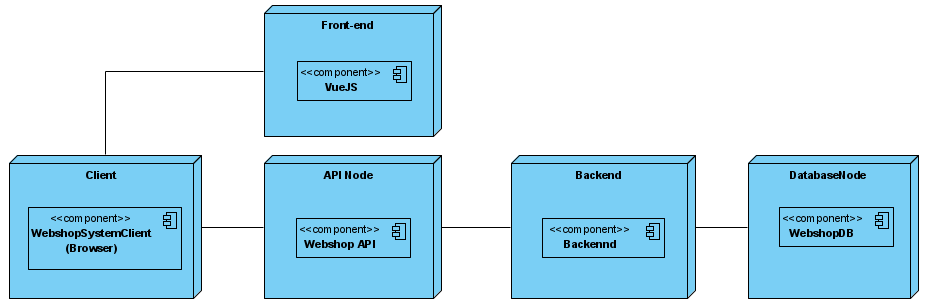 Front-end
<<component>>
VueJS
Client
<<component>>
WebshopSystemClient
(Browser)
API Node
<<component>>
Webshop API
Backend
<<component>>
Backennd
DatabaseNode
<<component>>
WebshopDB